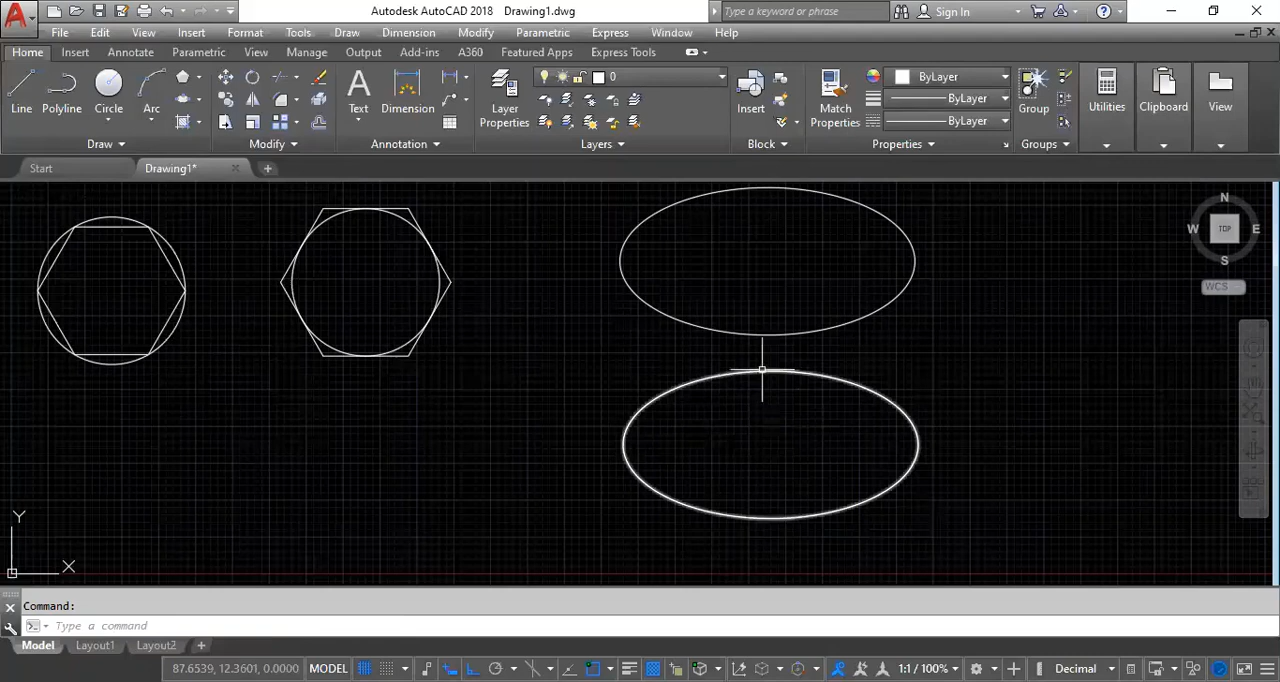 Autodesk AutoCAD 2018 Drawing1.dwg
Type a keyword or phrase
Sign In
File Edit View Insert Format Tools Draw Dimension Modify Parametric Express Window Help
Home Insert Annotate Parametric View Manage Output Add-ins A360 Featured Apps Express Tools
Line
Polyline
Circle
Arc
Text
Dimension
Layer
Properties
0
Insert
Match
Properties
ByLayer
ByLayer
ByLayer
Group
Utilities
Clipboard
View
Draw
Modify
Annotation
Layers
Block
Properties
Groups
Start
Drawing1*
N
W
TOP
E
S
WCS
Y
X
Command:
Type a command
Model Layout1 Layout2
87.6539, 12.3601, 0.0000 MODEL
1:1 / 100%
Decimal